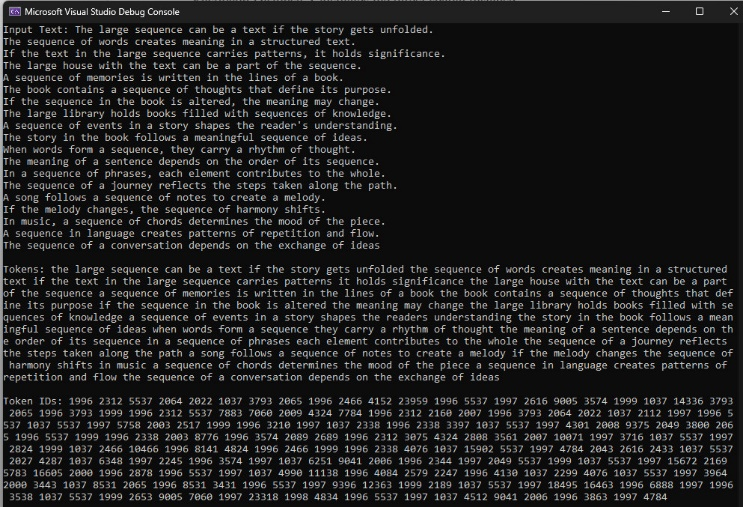 Microsoft Visual Studio Debug Console
Input Text: The large sequence can be a text if the story gets unfolded.
The sequence of words creates meaning in a structured text.
If the text in the large sequence carries patterns, it holds significance.
The large house with the text can be a part of the sequence.
A sequence of memories is written in the lines of a book.
The book contains a sequence of thoughts that define its purpose.
If the sequence in the book is altered, the meaning may change.
The large library holds books filled with sequences of knowledge.
A sequence of events in a story shapes the reader's understanding.
The story in the book follows a meaningful sequence of ideas.
When words form a sequence, they carry a rhythm of thought.
The meaning of a sentence depends on the order of its sequence.
In a sequence of phrases, each element contributes to the whole.
The sequence of a journey reflects the steps taken along the path.
A song follows a sequence of notes to create a melody.
If the melody changes, the sequence of harmony shifts.
In music, a sequence of chords determines the mood of the piece.
A sequence in language creates patterns of repetition and flow.
The sequence of a conversation depends on the exchange of ideas
Tokens: the large sequence can be a text if the story gets unfolded the sequence of words creates meaning in a structured
text if the text in the large sequence carries patterns it holds significance the large house with the text can be a part
of the sequence a sequence of memories is written in the lines of a book the book contains a sequence of thoughts that def
ine its purpose if the sequence in the book is altered the meaning may change the large library holds books filled with se
quences of knowledge a sequence of events in a story shapes the readers understanding the story in the book follows a mean
ingful sequence of ideas when words form a sequence they carry a rhythm of thought the meaning of a sentence depends on th
e order of its sequence in a sequence of phrases each element contributes to the whole the sequence of a journey reflects
the steps taken along the path a song follows a sequence of notes to create a melody if the melody changes the sequence of
harmony shifts in music a sequence of chords determines the mood of the piece a sequence in language creates patterns of
repetition and flow the sequence of a conversation depends on the exchange of ideas
Token IDs: 1996 2312 5537 2064 2022 1037 3793 2065 1996 2466 4152 23959 1996 5537 1997 2616 9005 3574 1999 1037 14336 3793
2065 1996 3793 1999 1996 2312 5537 7883 7060 2009 4324 7784 1996 2312 2160 2007 1996 3793 2064 2022 1037 2112 1997 1996 5
537 1037 5537 1997 5758 2003 2517 1999 1996 3210 1997 1037 2338 1996 2338 3397 1037 5537 1997 4301 2008 9375 2049 3800 206
5 1996 5537 1999 1996 2338 2003 8776 1996 3574 2089 2689 1996 2312 3075 4324 2808 3561 2007 10071 1997 3716 1037 5537 1997
2824 1999 1037 2466 10466 1996 8141 4824 1996 2466 1999 1996 2338 4076 1037 15902 5537 1997 4784 2043 2616 2433 1037 5537
2027 4287 1037 6348 1997 2245 1996 3574 1997 1037 6251 9041 2006 1996 2344 1997 2049 5537 1999 1037 5537 1997 15672 2169
5783 16605 2000 1996 2878 1996 5537 1997 1037 4990 11138 1996 4084 2579 2247 1996 4130 1037 2299 4076 1037 5537 1997 3964
2000 3443 1037 8531 2065 1996 8531 3431 1996 5537 1997 9396 12363 1999 2189 1037 5537 1997 18495 16463 1996 6888 1997 1996
3538 1037 5537 1999 2653 9005 7060 1997 23318 1998 4834 1996 5537 1997 1037 4512 9041 2006 1996 3863 1997 4784